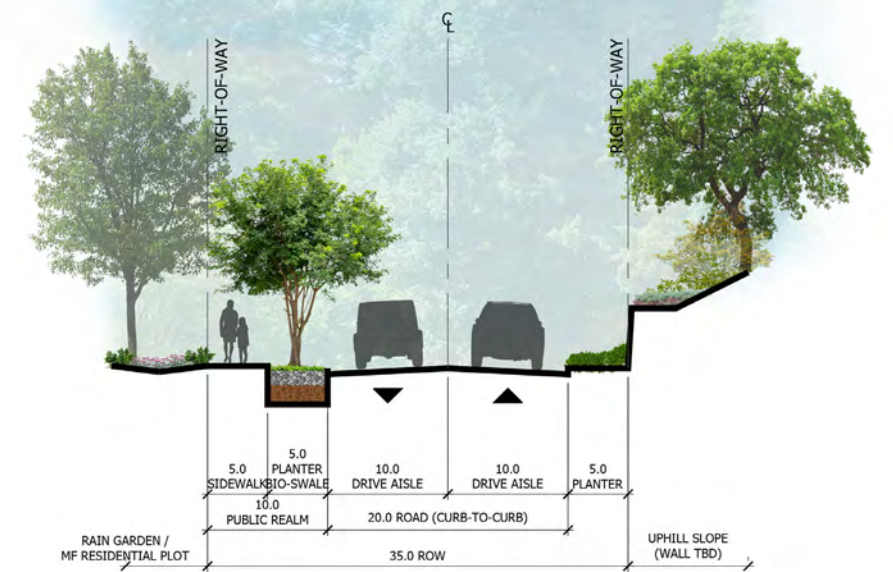 ℄
RIGHT-OF-WAY
RIGHT-OF-WAY
5.0
SIDEWALK
5.0
PLANTER
BIO-SWALE
10.0
DRIVE AISLE
10.0
DRIVE AISLE
5.0
PLANTER
10.0
PUBLIC REALM
20.0 ROAD (CURB-TO-CURB)
RAIN GARDEN /
MF RESIDENTIAL PLOT
35.0 ROW
UPHILL SLOPE
(WALL TBD)